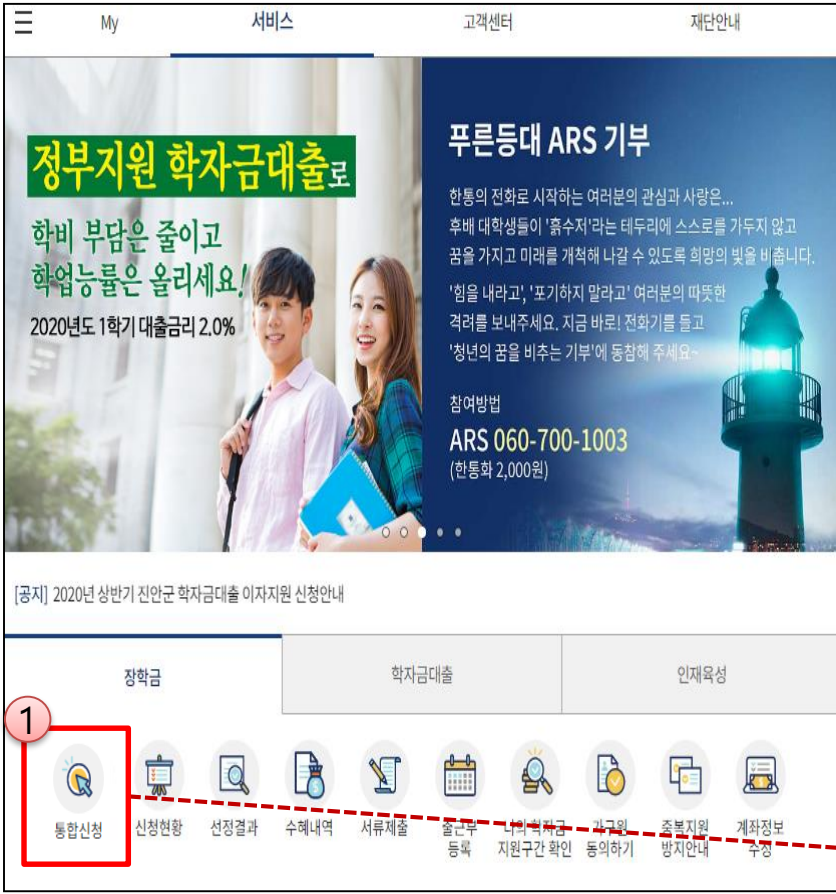 My 서비스 고객센터 재단안내
정부지원 학자금대출로
학비 부담은 줄이고
학업능률은 올리세요!
2020년도 1학기 대출금리 2.0%
푸른등대 ARS 기부
한통의 전화로 시작하는 여러분의 관심과 사랑은...
후배 대학생들이 '흙수저'라는 테두리에 스스로를 가두지 않고
꿈을 가지고 미래를 개척해 나갈 수 있도록 희망의 빛을 비춥니다.
'힘을 내라고', '포기하지 말라고' 여러분의 따뜻한
격려를 보내주세요. 지금 바로! 전화기를 들고
'청년의 꿈을 비추는 기부'에 동참해 주세요~
참여방법
ARS 060-700-1003
(한통화 2,000원)
[공지] 2020년 상반기 진안군 학자금대출 이자지원 신청안내
장학금 학자금대출 인재육성
1
통합신청
신청현황
선정결과
수혜내역
서류제출
출근부
등록
나의 학자금
지원구간 확인
가구원
동의하기
중복지원
방지안내
계좌정보
수정